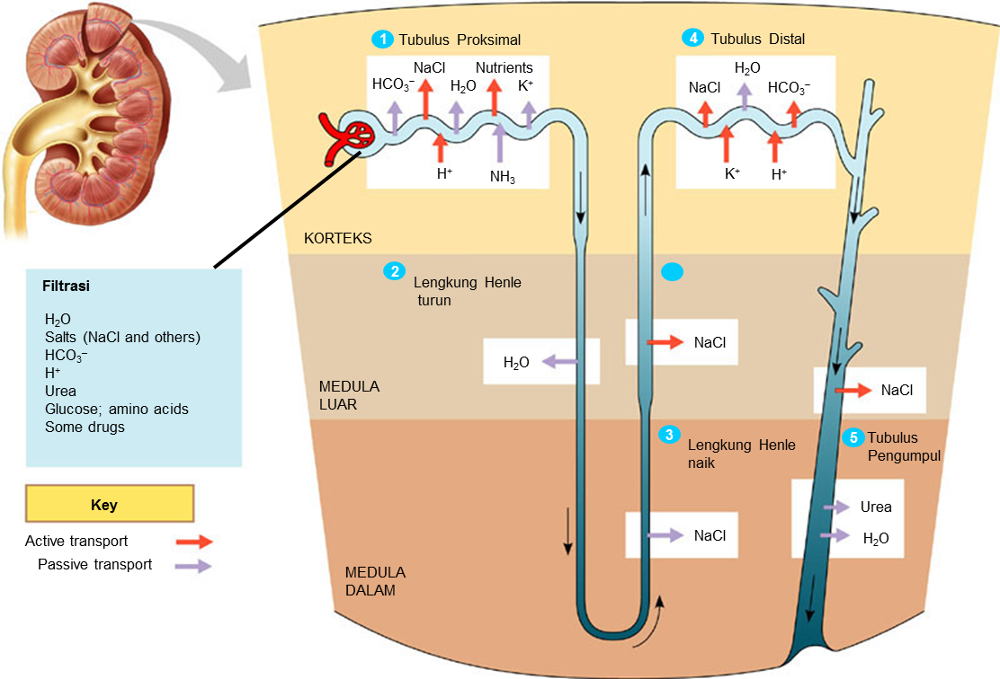 1 Tubulus Proksimal
HCO₃⁻
NaCl
H₂O
Nutrients
K⁺
H⁺
NH₃
4 Tubulus Distal
NaCl
H₂O
HCO₃⁻
K⁺
H⁺
KORTEKS
Filtrasi
H₂O
Salts (NaCl and others)
HCO₃⁻
H⁺
Urea
Glucose; amino acids
Some drugs
2 Lengkung Henle
turun
H₂O
NaCl
MEDULA
LUAR
NaCl
3 Lengkung Henle
naik
5 Tubulus
Pengumpul
NaCl
Urea
H₂O
MEDULA
DALAM
Key
Active transport
Passive transport